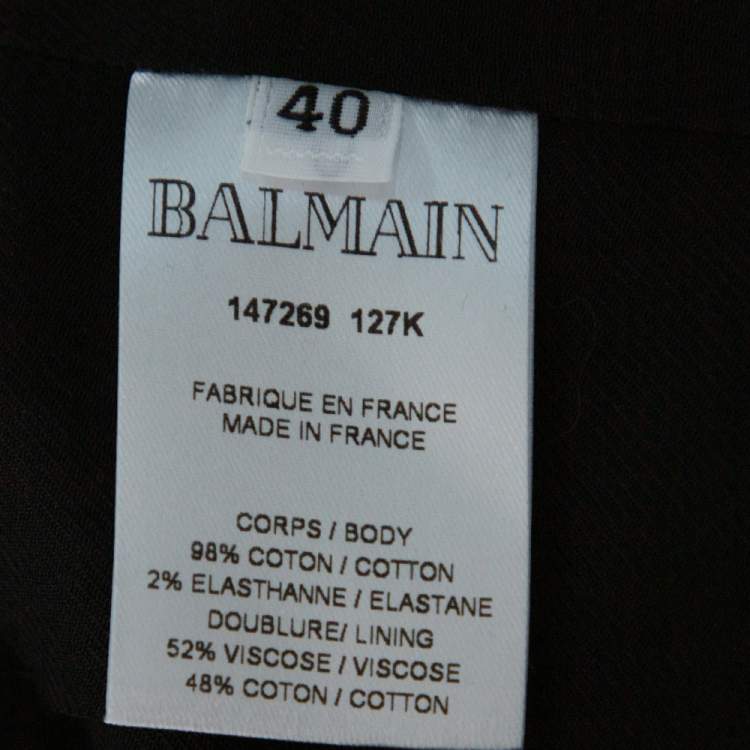 40
BALMAIN
147269 127K
FABRIQUE EN FRANCE
MADE IN FRANCE
CORPS / BODY
98% COTON / COTTON
2% ELASTHANNE / ELASTANE
DOUBLURE/ LINING
52% VISCOSE / VISCOSE
48% COTON / COTTON